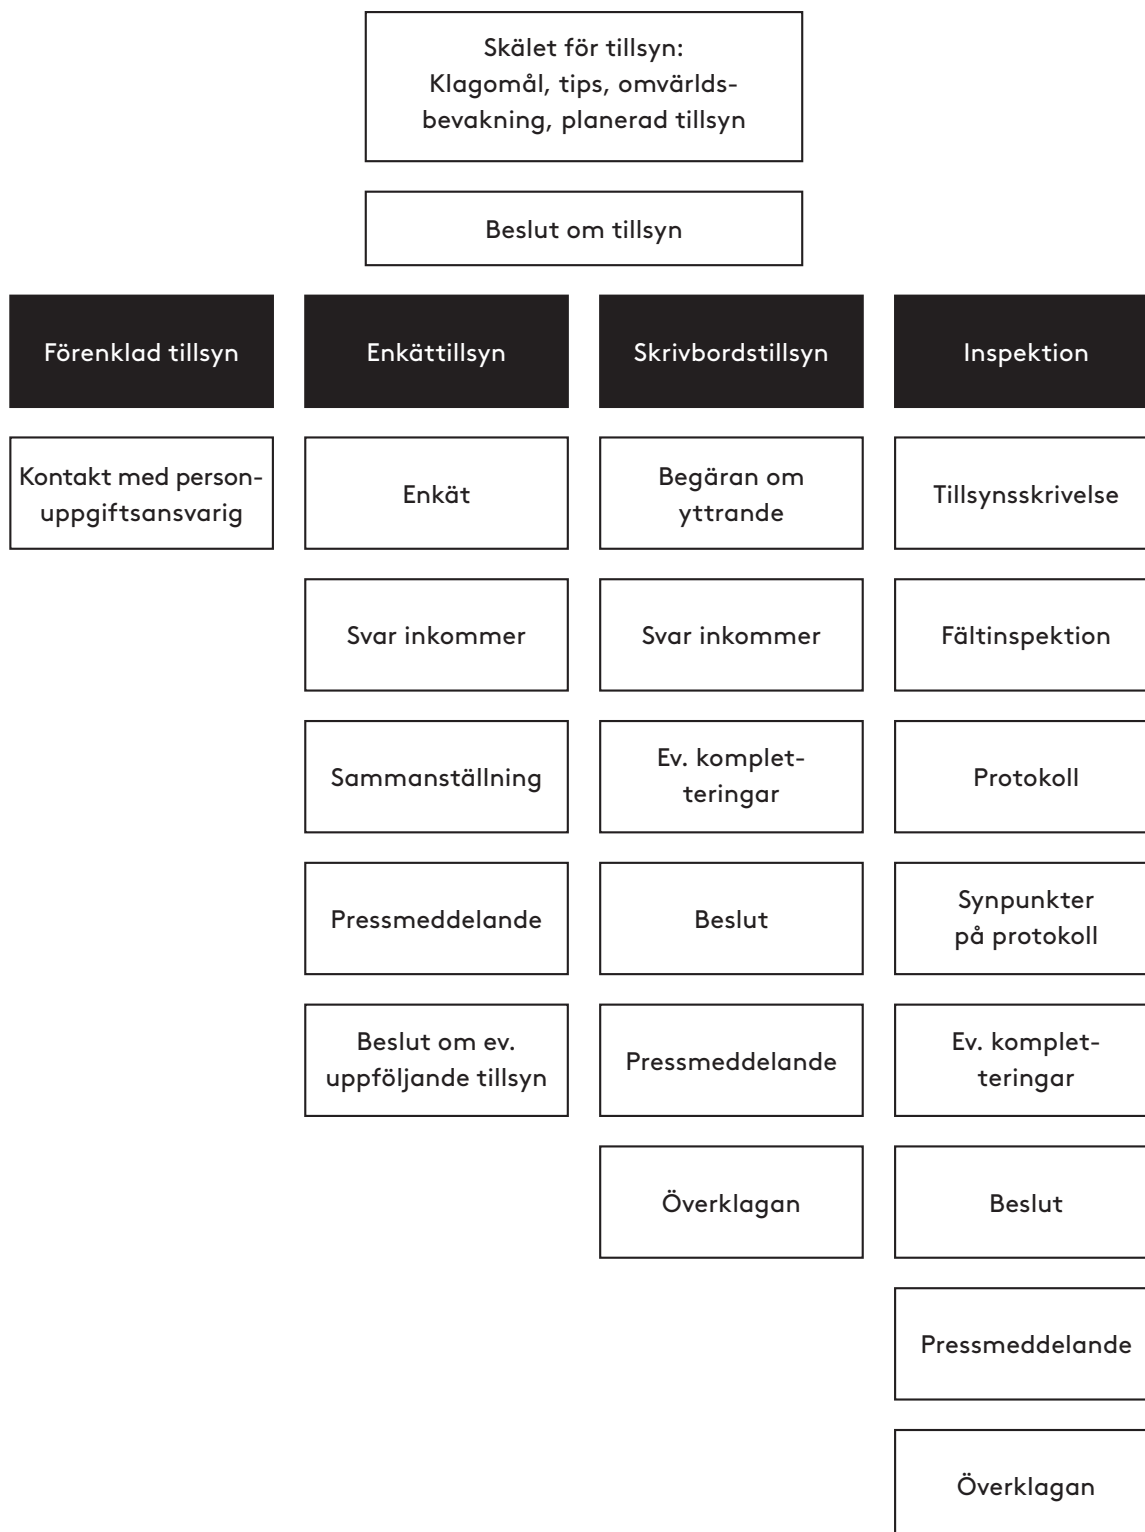 Skälet för tillsyn:
Klagomål, tips, omvärlds-
bevakning, planerad tillsyn
Beslut om tillsyn
Förenklad tillsyn
Enkättillsyn
Skrivbordstillsyn
Inspektion
Kontakt med person-
uppgiftsansvarig
Enkät
Begäran om
yttrande
Tillsynsskrivelse
Svar inkommer
Svar inkommer
Fältinspektion
Sammanställning
Ev. komplet-
teringar
Protokoll
Pressmeddelande
Beslut
Synpunkter
på protokoll
Beslut om ev.
uppföljande tillsyn
Pressmeddelande
Ev. komplet-
teringar
Överklagan
Beslut
Pressmeddelande
Överklagan